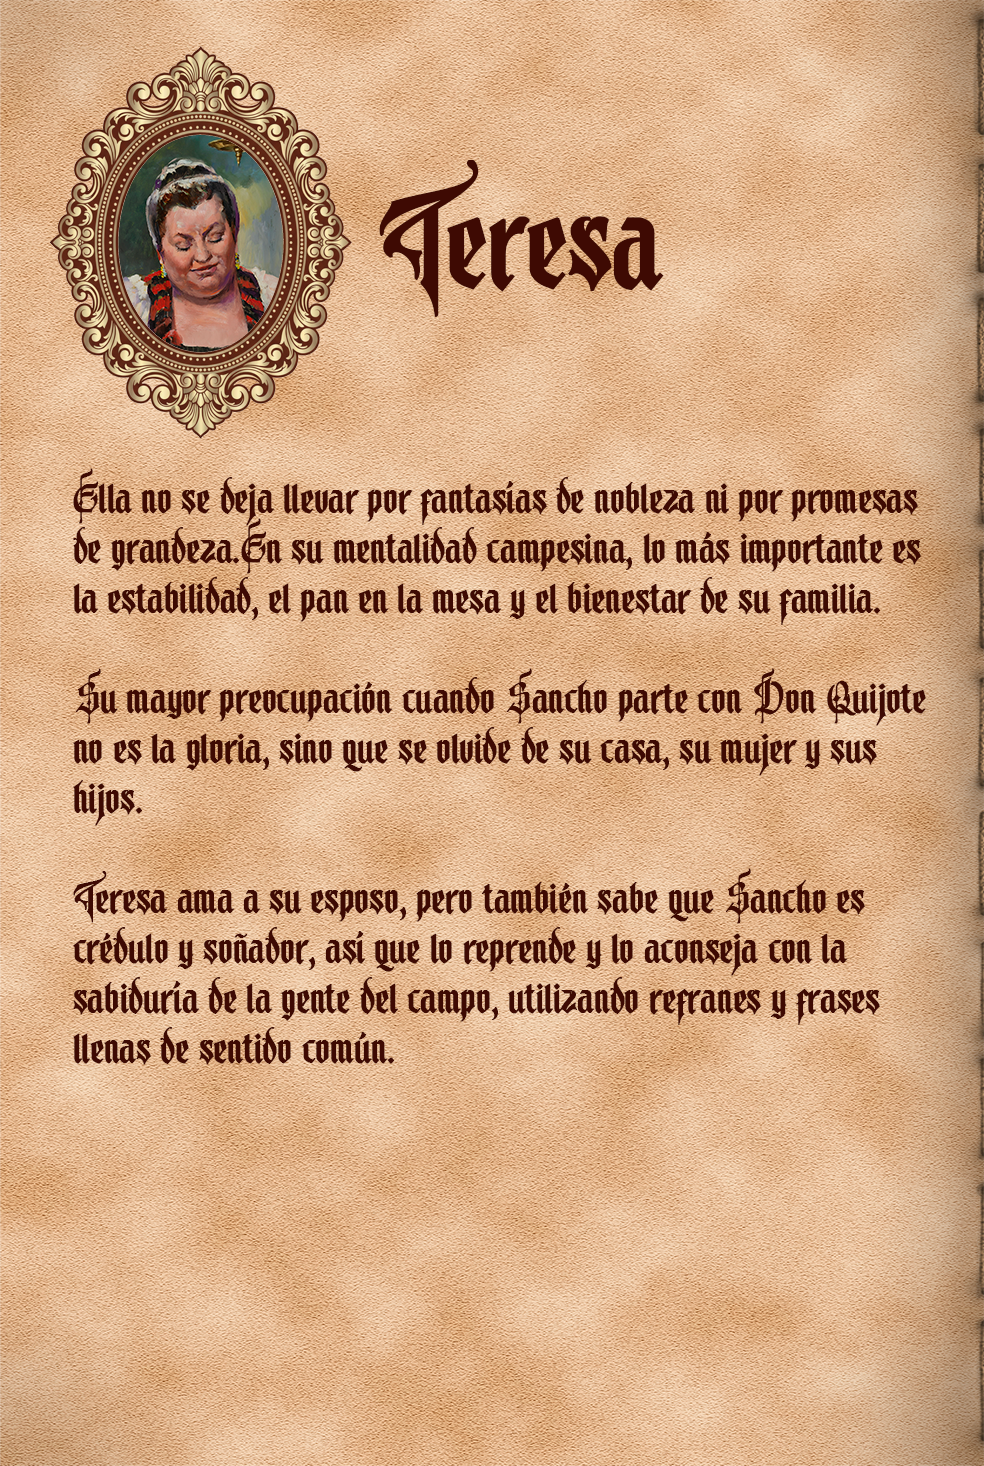 Teresa
Ella no se deja llevar por fantasías de nobleza ni por promesas
de grandeza.En su mentalidad campesina, lo más importante es
la estabilidad, el pan en la mesa y el bienestar de su familia.
Su mayor preocupación cuando Sancho parte con Don Quijote
no es la gloria, sino que se olvide de su casa, su mujer y sus
hijos.
Teresa ama a su esposo, pero también sabe que Sancho es
crédulo y soñador, así que lo reprende y lo aconseja con la
sabiduría de la gente del campo, utilizando refranes y frases
llenas de sentido común.